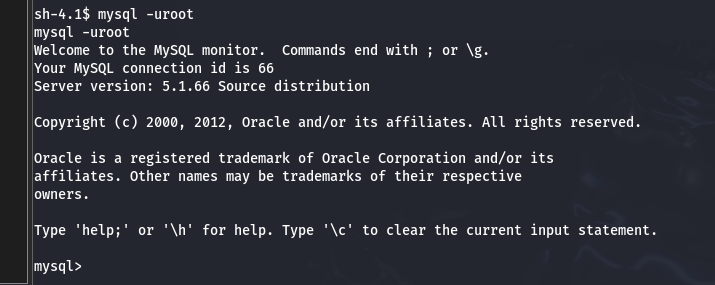 sh-4.1$ mysql -uroot
mysql -uroot
Welcome to the MySQL monitor.  Commands end with ; or \g.
Your MySQL connection id is 66
Server version: 5.1.66 Source distribution

Copyright (c) 2000, 2012, Oracle and/or its affiliates. All rights reserved.

Oracle is a registered trademark of Oracle Corporation and/or its
affiliates. Other names may be trademarks of their respective
owners.

Type 'help;' or '\h' for help. Type '\c' to clear the current input statement.

mysql>